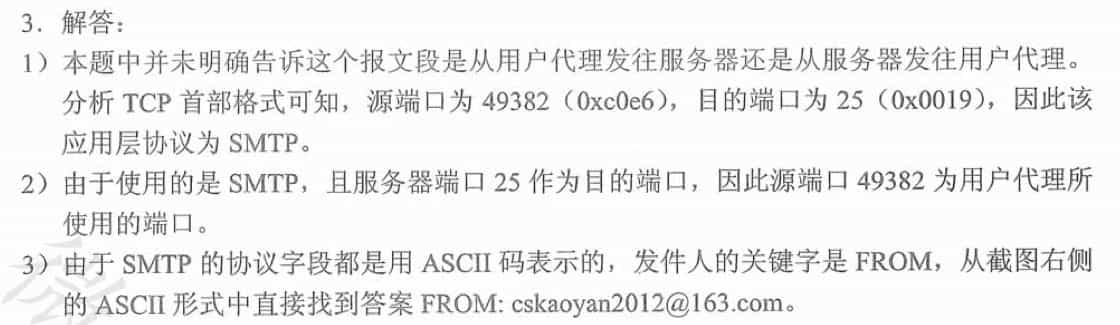 3．解答：
1）本题中并未明确告诉这个报文段是从用户代理发往服务器还是从服务器发往用户代理。
分析 TCP 首部格式可知，源端口为 49382（0xc0e6），目的端口为 25（0x0019），因此该
应用层协议为 SMTP。
2）由于使用的是 SMTP，且服务器端口 25 作为目的端口，因此源端口 49382 为用户代理所
使用的端口。
3）由于 SMTP 的协议字段都是用 ASCII 码表示的，发件人的关键字是 FROM，从截图右侧
的 ASCII 形式中直接找到答案 FROM: cskaoyan2012@163.com。